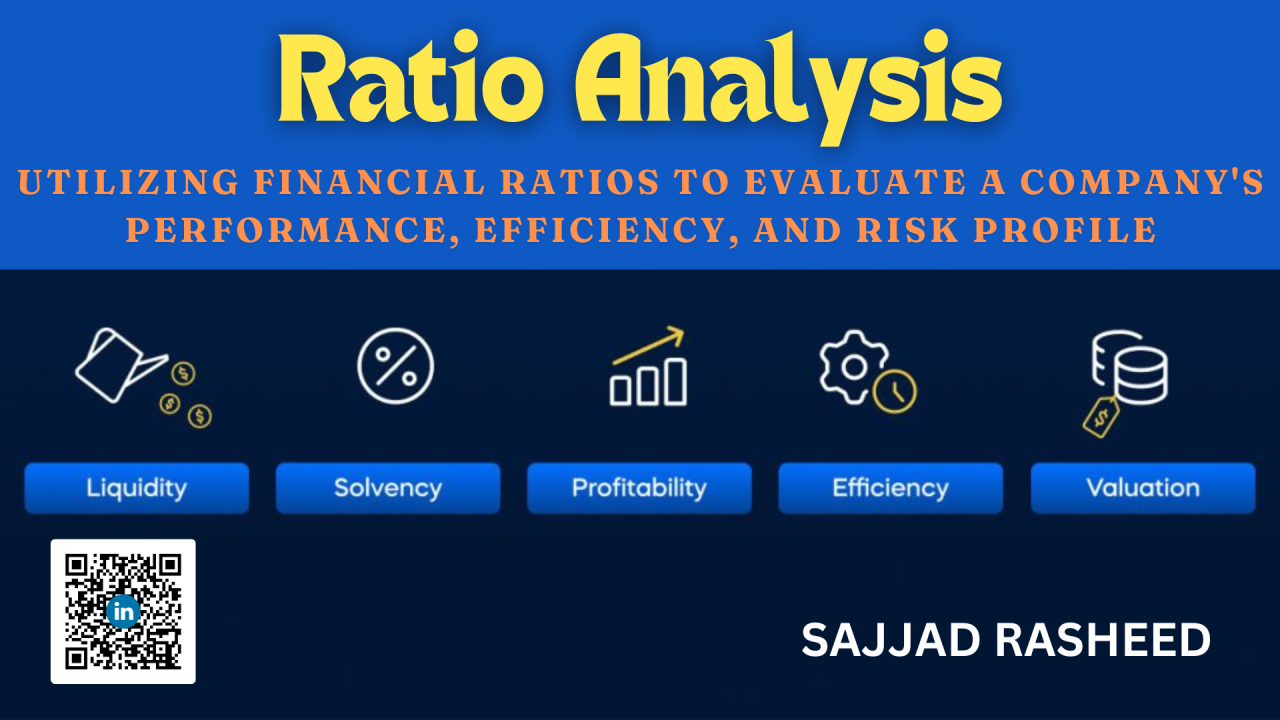 Ratio Analysis
UTILIZING FINANCIAL RATIOS TO EVALUATE A COMPANY'S
PERFORMANCE, EFFICIENCY, AND RISK PROFILE
Liquidity
Solvency
Profitability
Efficiency
Valuation
in
SAJJAD RASHEED